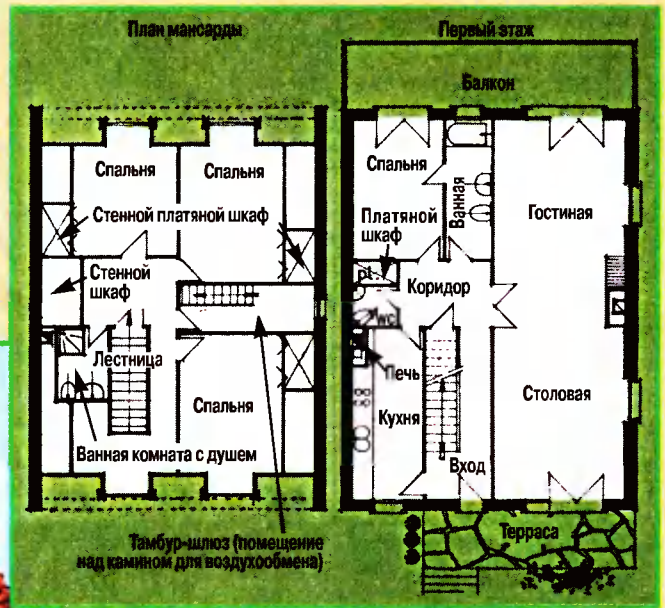 План мансарды
Первый этаж
Балкон
Спальня
Спальня
Стенной платяной шкаф
Стенной
шкаф
Лестница
Спальня
Ванная комната с душем
Тамбур-шлюз (помещение
над камином для воздухообмена)
Спальня
Ванная
Гостиная
Платяной
шкаф
Коридор
WC
Печь
Столовая
Кухня
Вход
Терраса